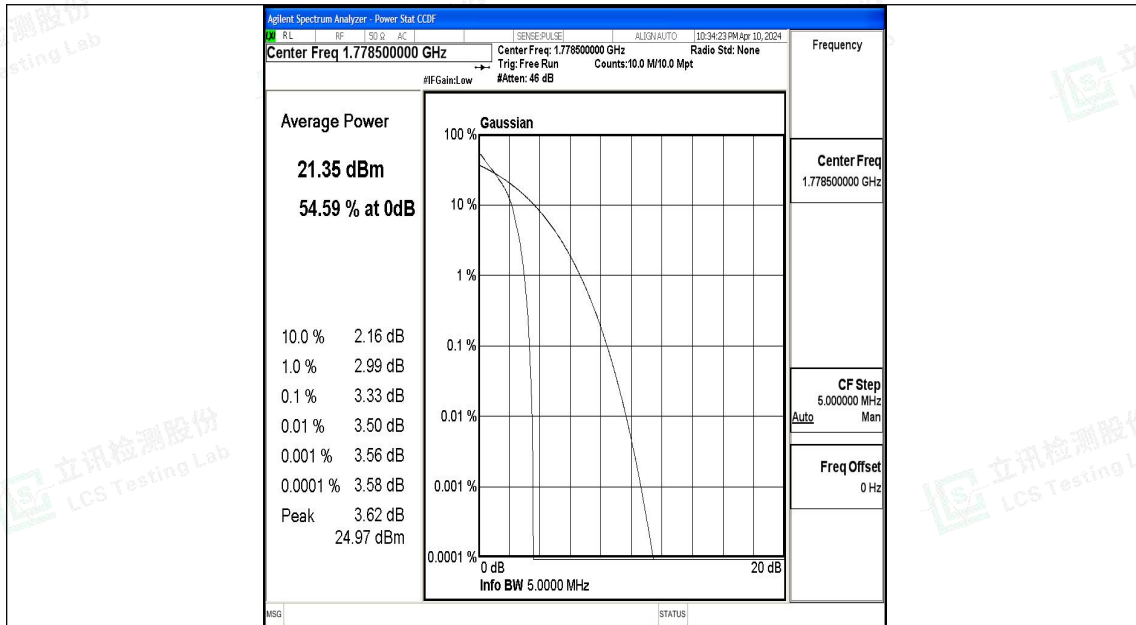 Agilent Spectrum Analyzer - Power Stat CCDF
RL RF 50 Ω AC SENSE:PULSE ALIGNAUTO 10:34:23 PM Apr 10, 2024
Center Freq 1.778500000 GHz
Center Freq: 1.778500000 GHz Radio Std: None
Trig: Free Run Counts:10.0 M/10.0 Mpt
#IFGain:Low #Atten: 46 dB
Frequency
Average Power
21.35 dBm
54.59 % at 0dB
10.0 % 2.16 dB
1.0 % 2.99 dB
0.1 % 3.33 dB
0.01 % 3.50 dB
0.001 % 3.56 dB
0.0001 % 3.58 dB
Peak 3.62 dB
24.97 dBm
Gaussian
100 %
10 %
1 %
0.1 %
0.01 %
0.001 %
0.0001 %
0 dB 20 dB
Info BW 5.0000 MHz
Center Freq
1.778500000 GHz
CF Step
5.000000 MHz
Auto Man
Freq Offset
0 Hz
MSG STATUS
立讯检测股份
LCS Testing Lab
立讯检测股份